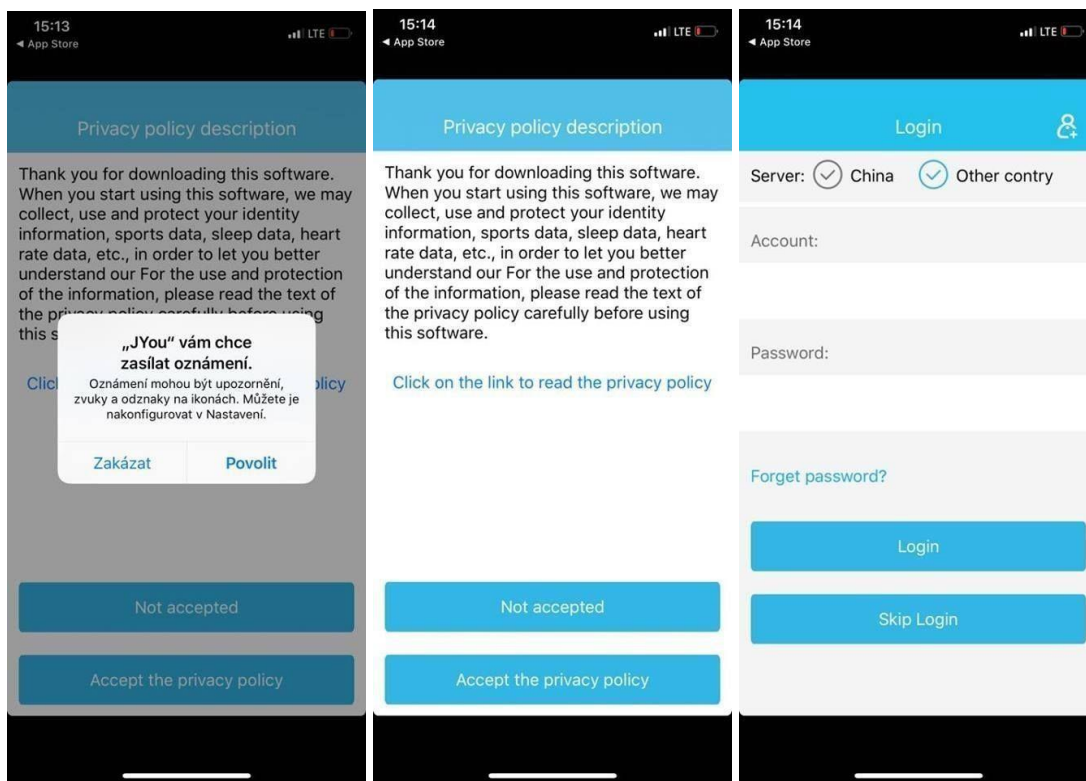 15:13
LTE
◀ App Store
Privacy policy description
Thank you for downloading this software.
When you start using this software, we may
collect, use and protect your identity
information, sports data, sleep data, heart
rate data, etc., in order to let you better
understand our For the use and protection
of the information, please read the text of
the privacy policy carefully before using
this s
„JYou“ vám chce
zasílat oznámení.
Oznámení mohou být upozornění,
zvuky a odznaky na ikonách. Můžete je
nakonfigurovat v Nastavení.
Zakázat
Povolit
Clic
olicy
Not accepted
Accept the privacy policy
15:14
LTE
◀ App Store
Privacy policy description
Thank you for downloading this software.
When you start using this software, we may
collect, use and protect your identity
information, sports data, sleep data, heart
rate data, etc., in order to let you better
understand our For the use and protection
of the information, please read the text of
the privacy policy carefully before using
this software.
Click on the link to read the privacy policy
Not accepted
Accept the privacy policy
15:14
LTE
◀ App Store
Login
Server: China Other contry
Account:
Password:
Forget password?
Login
Skip Login